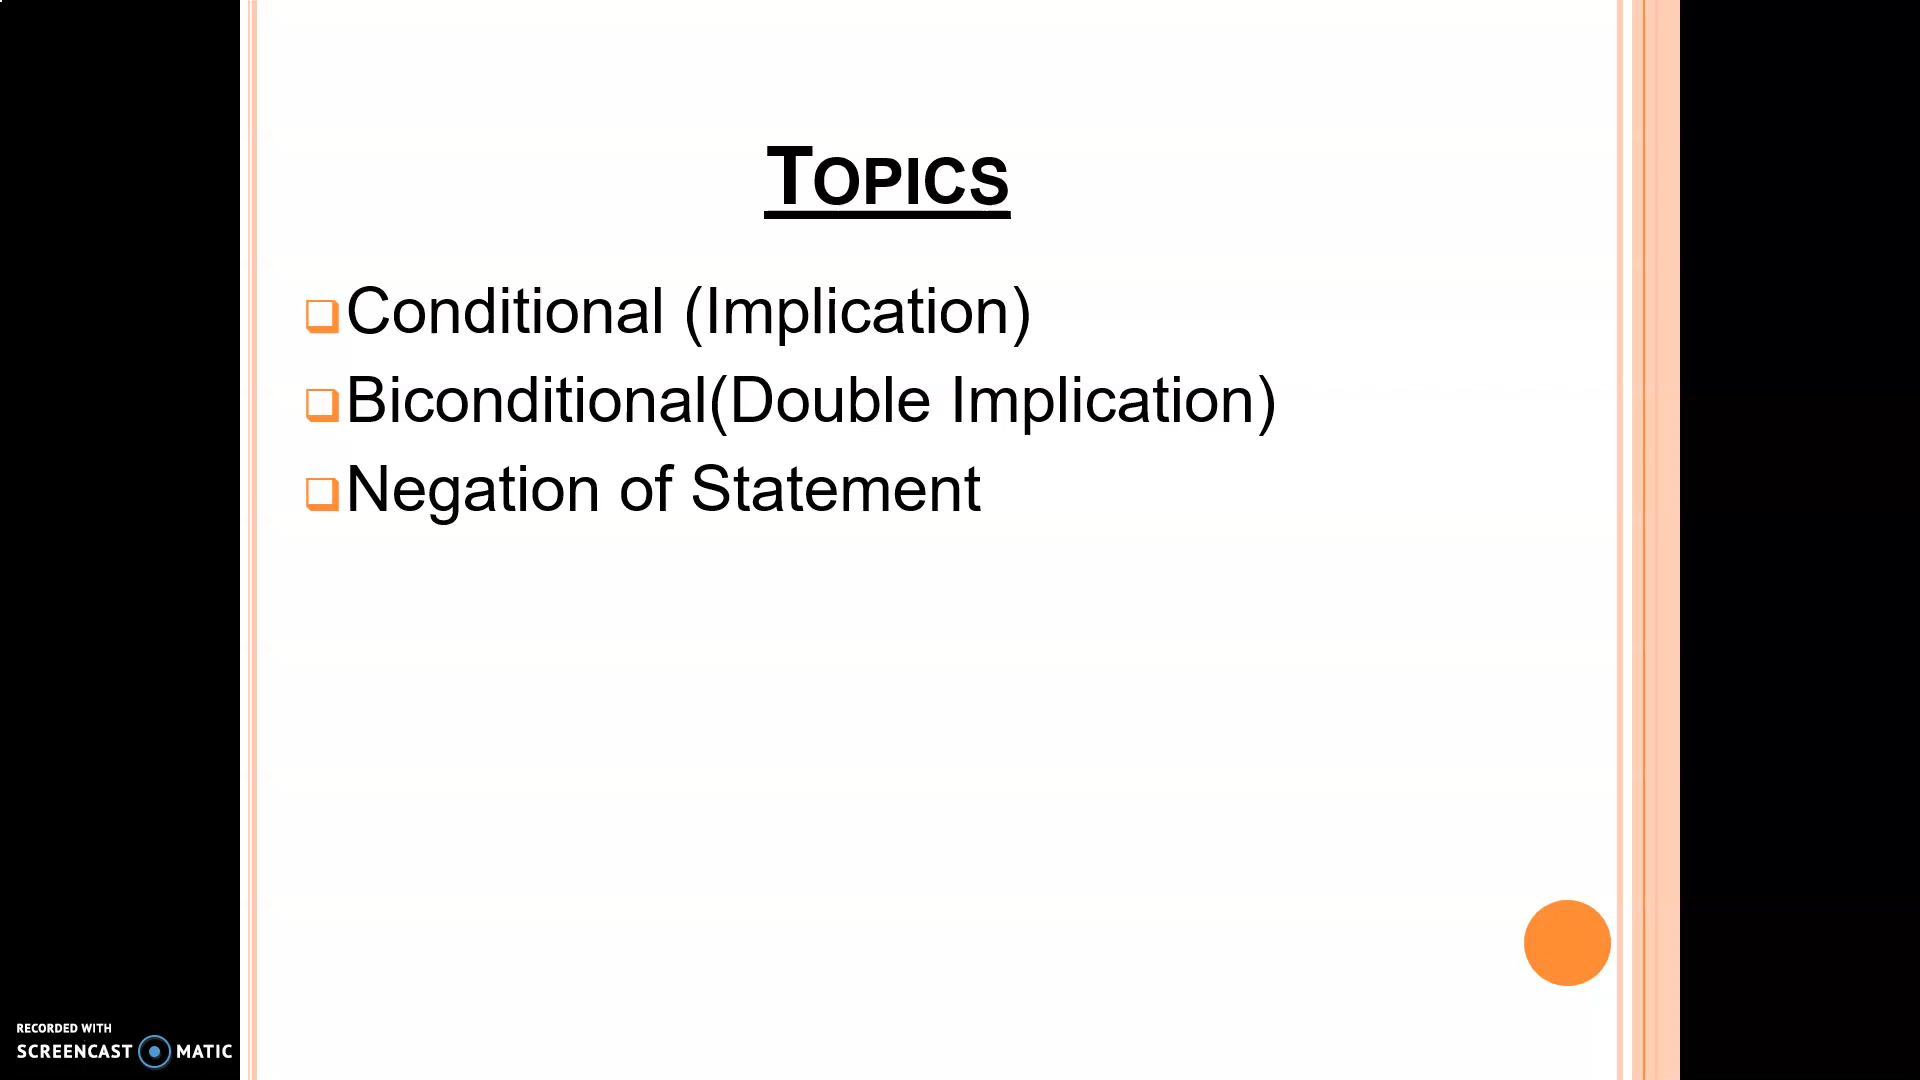 TOPICS
Conditional (Implication)
Biconditional(Double Implication)
Negation of Statement
RECORDED WITH
SCREENCAST MATIC